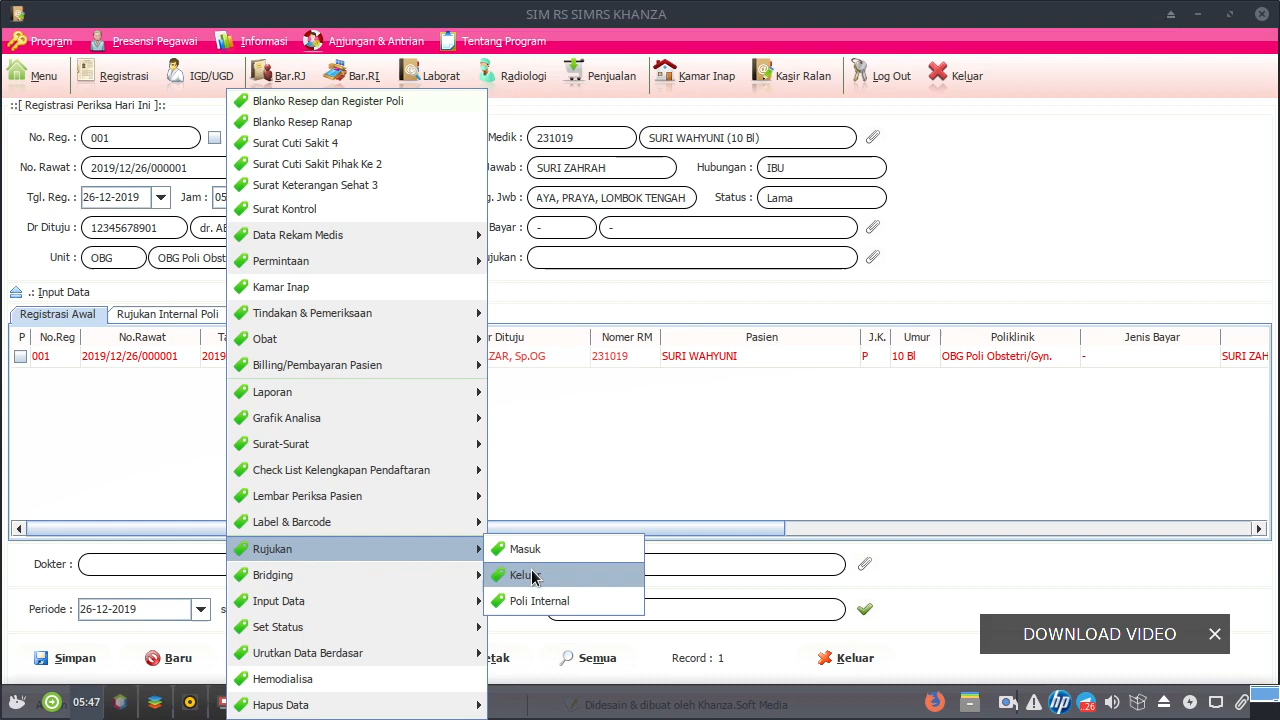 SIM RS SIMRS KHANZA
Program Presensi Pegawai Informasi Anjungan & Antrian Tentang Program
Menu Registrasi IGD/UGD Bar.RJ Bar.RI Laborat Radiologi Penjualan Kamar Inap Kasir Ralan Log Out Keluar
::[ Registrasi Periksa Hari Ini ]::
No. Reg : 001 Medik : 231019 SURI WAHYUNI (10 Bl)
No. Rawat : 2019/12/26/000001 SURI ZAHRAH Hubungan : IBU
Tgl. Reg. : 26-12-2019 Jam : 05 AYA, PRAYA, LOMBOK TENGAH Status : Lama
Dr Dituju : 12345678901 Bayar : - -
Unit : OBG
.: Input Data
Registrasi Awal Rujukan Internal Poli
P No.Reg No.Rawat Nomer RM Pasien J.K. Umur Poliklinik Jenis Bayar
001 2019/12/26/000001 2019 ZAR, Sp.OG 231019 SURI WAHYUNI P 10 Bl OBG Poli Obstetri/Gyn. - SURI ZAH
Blanko Resep dan Register Poli
Blanko Resep Ranap
Surat Cuti Sakit 4
Surat Cuti Sakit Pihak Ke 2
Surat Keterangan Sehat 3
Surat Kontrol
Data Rekam Medis
Permintaan
Kamar Inap
Tindakan & Pemeriksaan
Obat
Billing/Pembayaran Pasien
Laporan
Grafik Analisa
Surat-Surat
Check List Kelengkapan Pendaftaran
Lembar Periksa Pasien
Label & Barcode
Rujukan
Bridging
Input Data
Set Status
Urutkan Data Berdasar
Hemodialisa
Hapus Data
Masuk
Keluar
Poli Internal
Dokter :
Periode : 26-12-2019
DOWNLOAD VIDEO
Simpan Baru Semua Record : 1 Keluar
05:47 Didesain & dibuat oleh Khanza.Soft Media